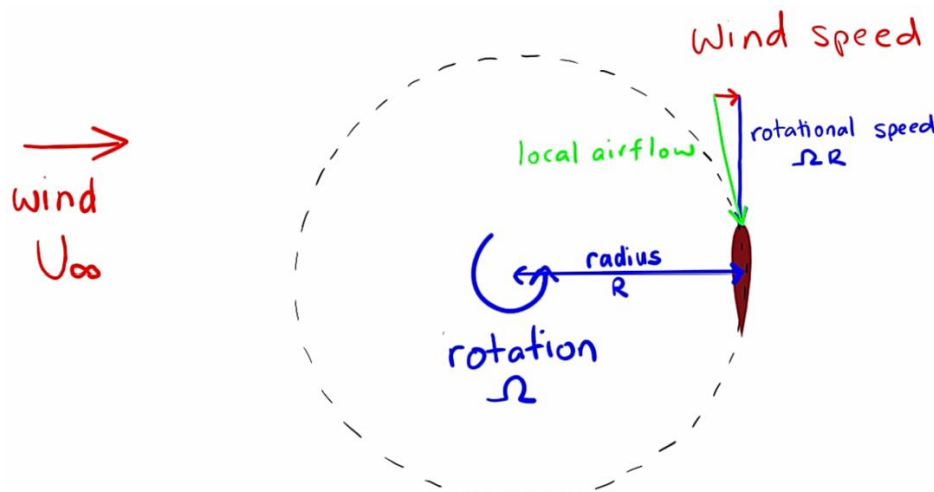 wind speed
rotational speed
ΩR
local airflow
wind
U∞
radius
R
rotation
Ω